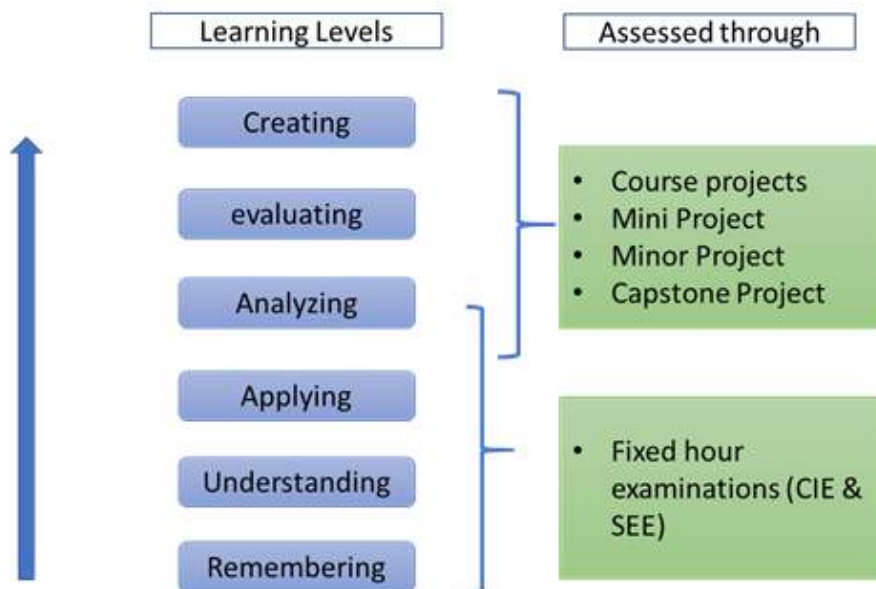 Learning Levels
Assessed through
Creating
evaluating
Analyzing
Applying
Understanding
Remembering
• Course projects
• Mini Project
• Minor Project
• Capstone Project
• Fixed hour
examinations (CIE &
SEE)